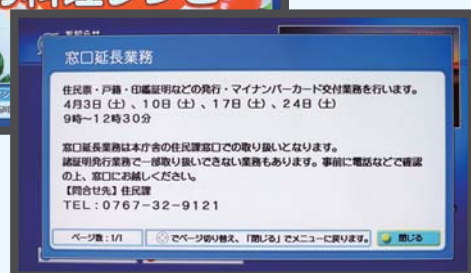 料理レシピ
お知らせ
窓口延長業務
住民票・戸籍・印鑑証明などの発行・マイナンバーカード交付業務を行います。
4月3日(土)、10日(土)、17日(土)、24日(土)
9時~12時30分
窓口延長業務は本庁舎の住民課窓口での取り扱いとなります。
諸証明発行業務で一部取り扱いできない業務もあります。事前に電話などで確認
の上、窓口にお越しください。
【問合せ先】住民課
TEL:0767-32-9121
ページ数:1/1
でページ切り替え、「閉じる」でメニューに戻ります。
閉じる